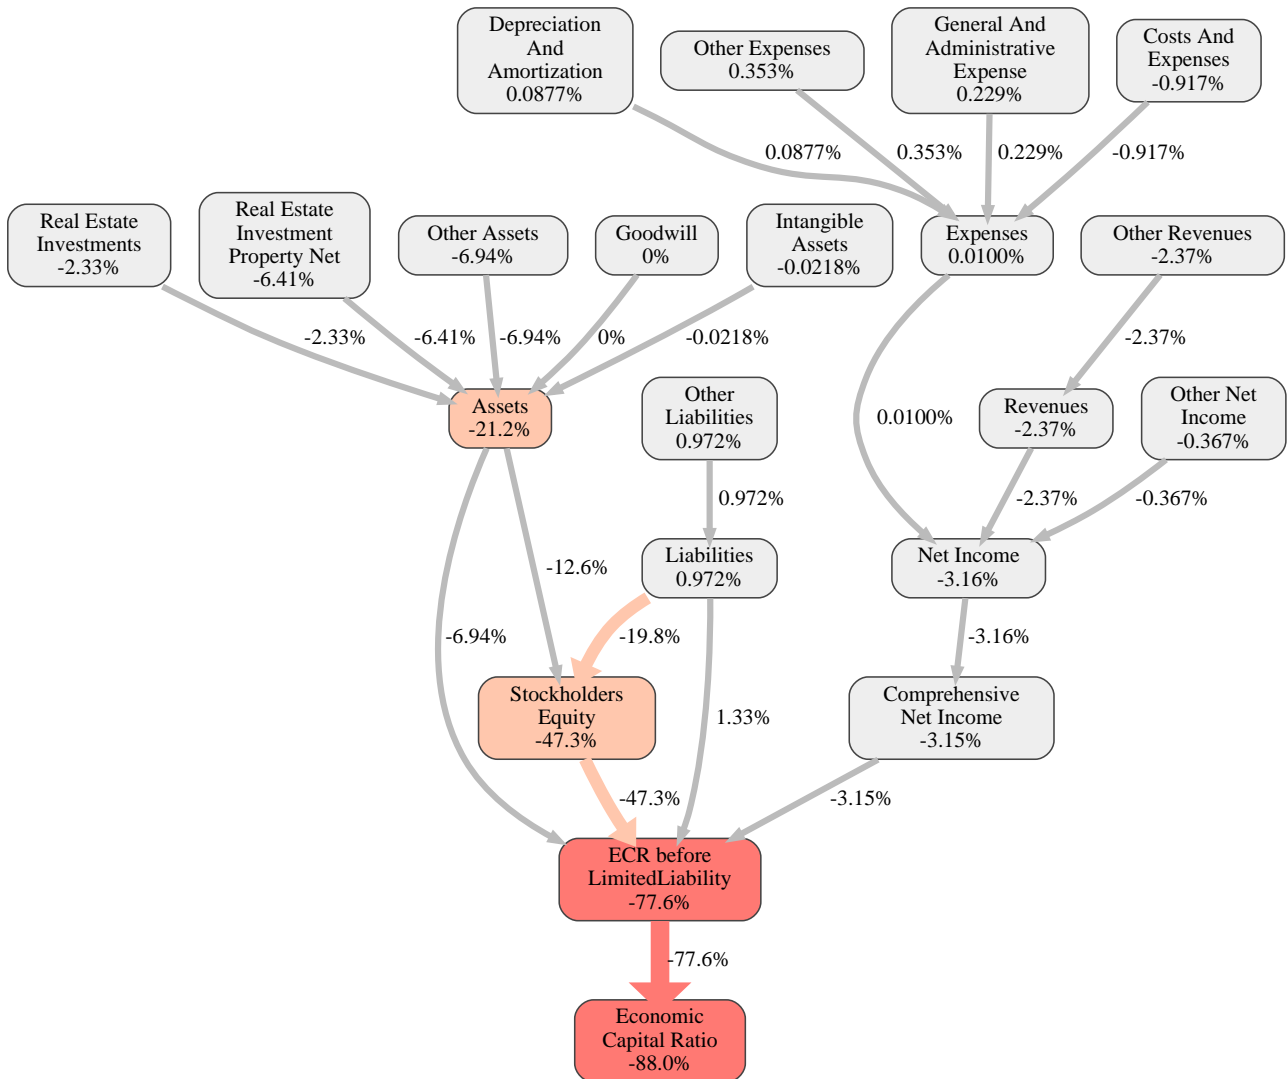 Depreciation
And
Amortization
0.0877%
Other Expenses
0.353%
General And
Administrative
Expense
0.229%
Costs And
Expenses
-0.917%
0.0877%
0.353%
0.229%
-0.917%
Real Estate
Investments
-2.33%
Real Estate
Investment
Property Net
-6.41%
Other Assets
-6.94%
Goodwill
0%
Intangible
Assets
-0.0218%
Expenses
0.0100%
Other Revenues
-2.37%
-2.33%
-6.41%
-6.94%
0%
-0.0218%
-2.37%
Assets
-21.2%
Other
Liabilities
0.972%
0.0100%
Revenues
-2.37%
Other Net
Income
-0.367%
0.972%
-2.37%
-0.367%
-12.6%
Liabilities
0.972%
Net Income
-3.16%
-6.94%
-19.8%
-3.16%
Stockholders
Equity
-47.3%
1.33%
Comprehensive
Net Income
-3.15%
-47.3%
-3.15%
ECR before
LimitedLiability
-77.6%
-77.6%
Economic
Capital Ratio
-88.0%